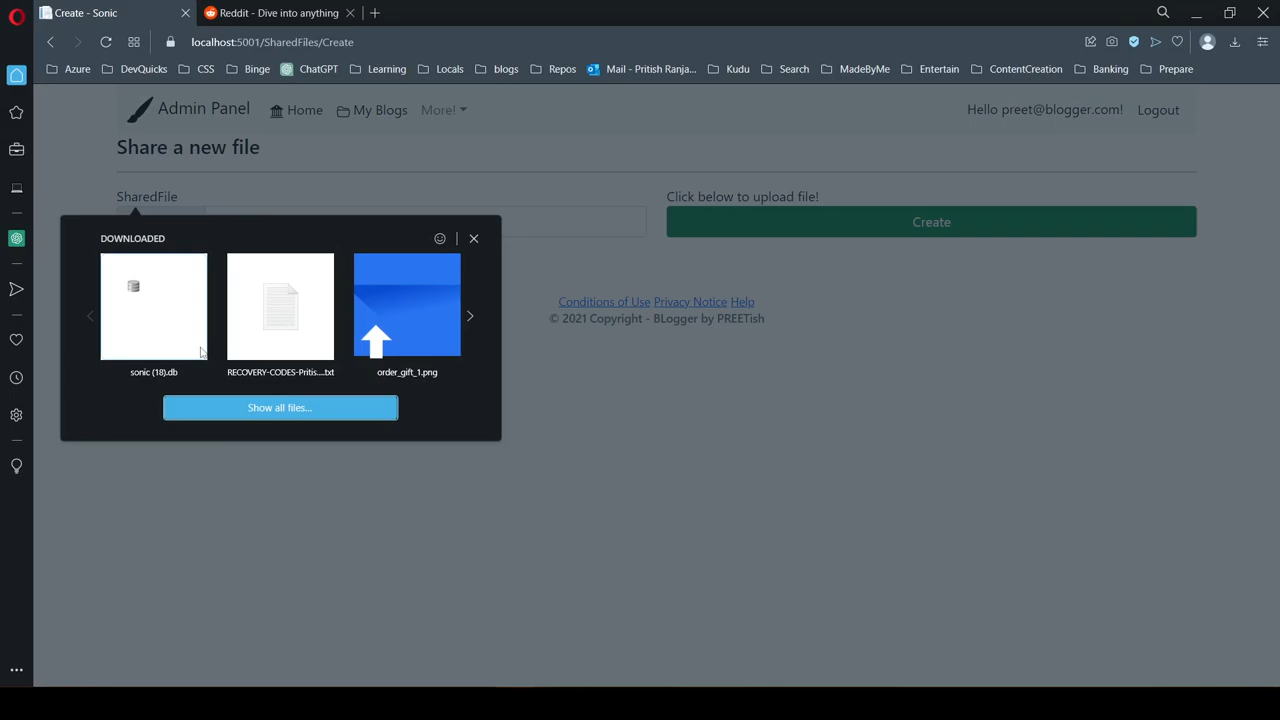 Create - Sonic
Reddit - Dive into anything
localhost:5001/SharedFiles/Create
Azure DevQuicks CSS Binge ChatGPT Learning Locals blogs Repos Mail - Pritish Ranja... Kudu Search MadeByMe Entertain ContentCreation Banking Prepare
Admin Panel Home My Blogs More! Hello preet@blogger.com! Logout
Share a new file
SharedFile Click below to upload file!
Create
DOWNLOADED
sonic (18).db RECOVERY-CODES-Pritis....txt order_gift_1.png
Show all files...
Conditions of Use Privacy Notice Help
© 2021 Copyright - BLogger by PREETish